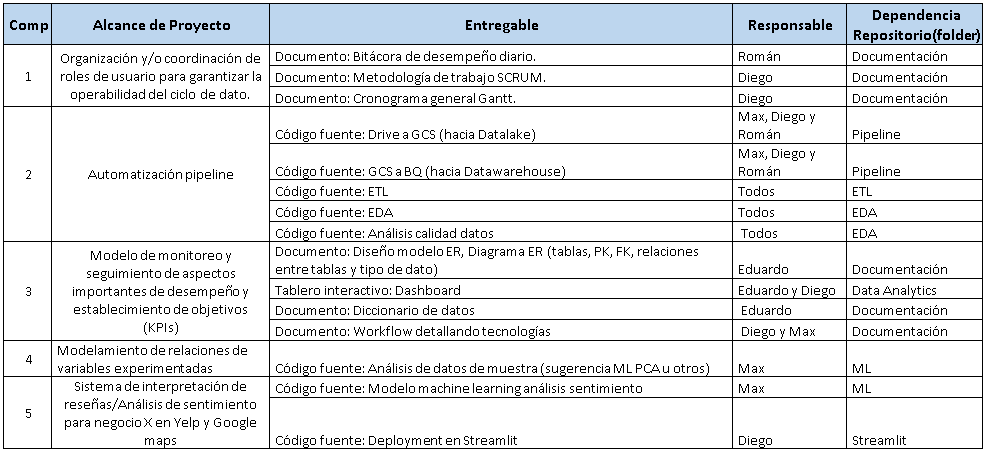 Comp Alcance de Proyecto Entregable Responsable Dependencia
Repositorio(folder)
1 Organización y/o coordinación de
roles de usuario para garantizar la
operabilidad del ciclo de dato.
Documento: Bitácora de desempeño diario. Román Documentación
Documento: Metodología de trabajo SCRUM. Diego Documentación
Documento: Cronograma general Gantt. Diego Documentación
2 Automatización pipeline
Código fuente: Drive a GCS (hacia Datalake) Max, Diego y
Román Pipeline
Código fuente: GCS a BQ (hacia Datawarehouse) Max, Diego y
Román Pipeline
Código fuente: ETL Todos ETL
Código fuente: EDA Todos EDA
Código fuente: Análisis calidad datos Todos EDA
3 Modelo de monitoreo y
seguimiento de aspectos
importantes de desempeño y
establecimiento de objetivos
(KPIs)
Documento: Diseño modelo ER, Diagrama ER (tablas, PK, FK, relaciones
entre tablas y tipo de dato) Eduardo Documentación
Tablero interactivo: Dashboard Eduardo y Diego Data Analytics
Documento: Diccionario de datos Eduardo Documentación
Documento: Workflow detallando tecnologías Diego y Max Documentación
4 Modelamiento de relaciones de
variables experimentadas
Código fuente: Análisis de datos de muestra (sugerencia ML PCA u otros) Max ML
5 Sistema de interpretación de
reseñas/Análisis de sentimiento
para negocio X en Yelp y Google
maps
Código fuente: Modelo machine learning análisis sentimiento Max ML
Código fuente: Deployment en Streamlit Diego Streamlit